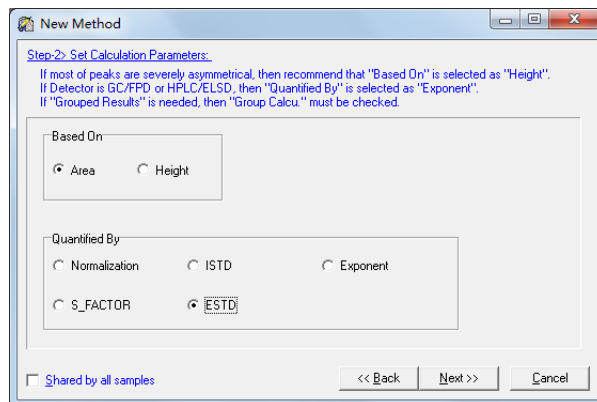 New Method
Step-2> Set Calculation Parameters:
If most of peaks are severely asymmetrical, then recommend that "Based On" is selected as "Height".
If Detector is GC/FPD or HPLC/ELSD, then "Quantified By" is selected as "Exponent".
If "Grouped Results" is needed, then "Group Calcu." must be checked.
Based On
Area Height
Quantified By
Normalization ISTD Exponent
S_FACTOR ESTD
Shared by all samples << Back Next >> Cancel